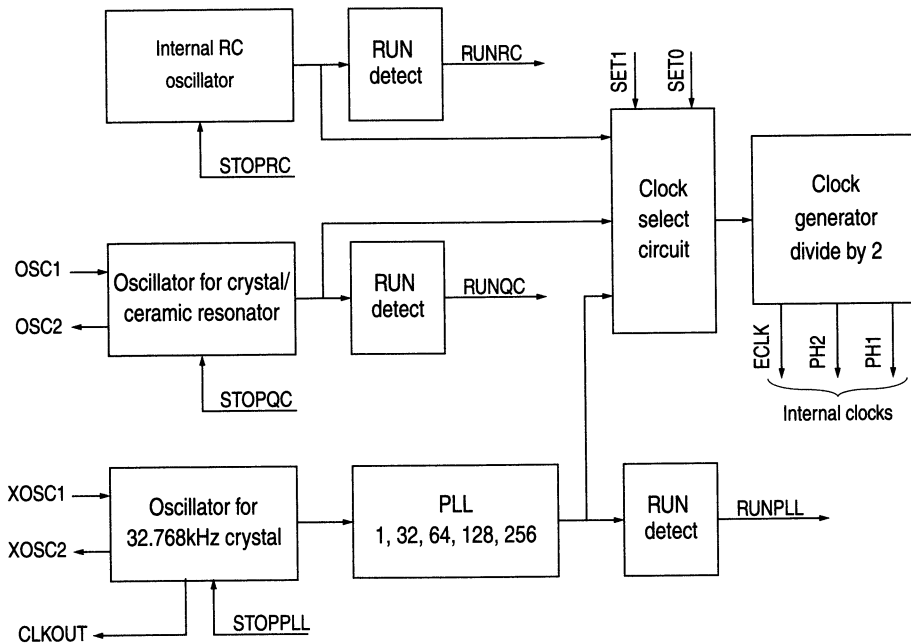 Internal RC
oscillator
RUN
detect
RUNRC
STOPRC
SET1
SET0
Clock
select
circuit
Clock
generator
divide by 2
OSC1
OSC2
Oscillator for crystal/
ceramic resonator
RUN
detect
RUNQC
STOPQC
ECLK
PH2
PH1
Internal clocks
XOSC1
XOSC2
Oscillator for
32.768kHz crystal
PLL
1, 32, 64, 128, 256
RUN
detect
RUNPLL
CLKOUT
STOPPLL